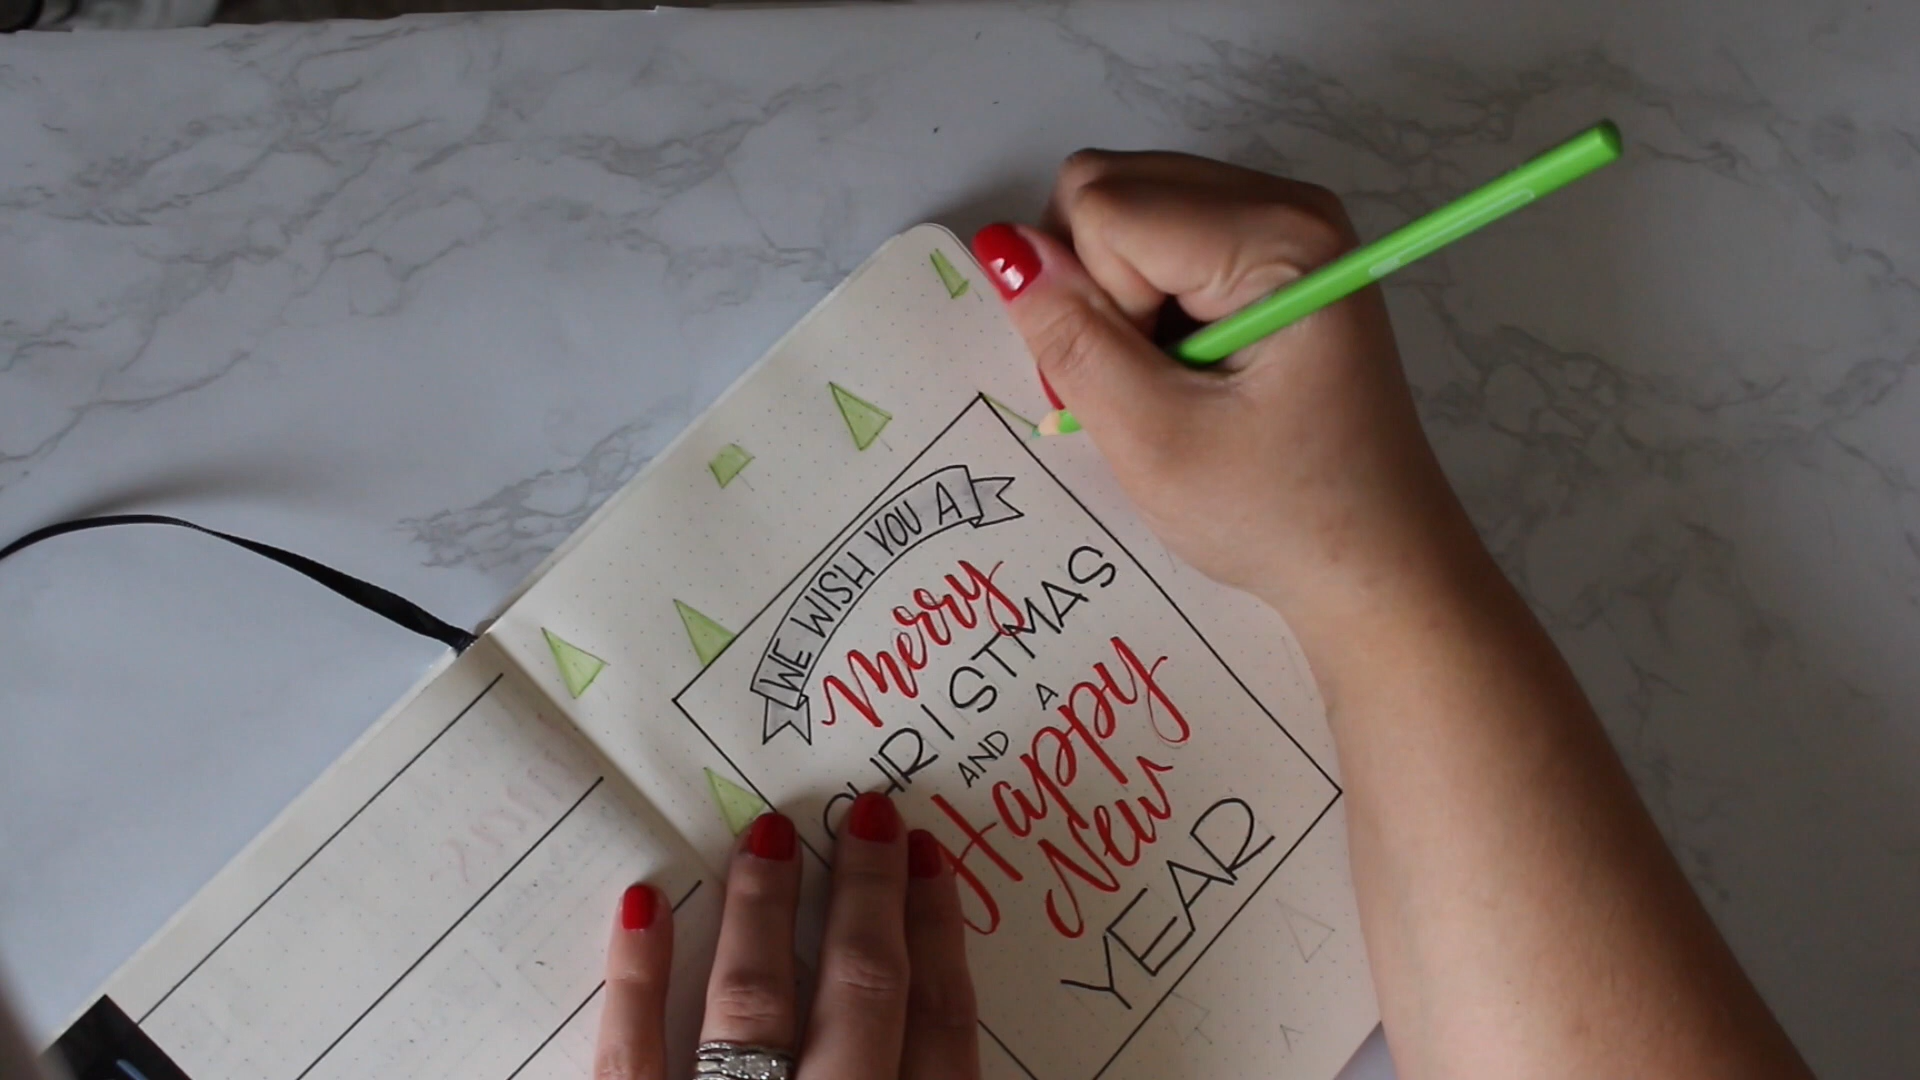 WE WISH YOU A
Merry
CHRISTMAS
AND A
Happy
New
YEAR